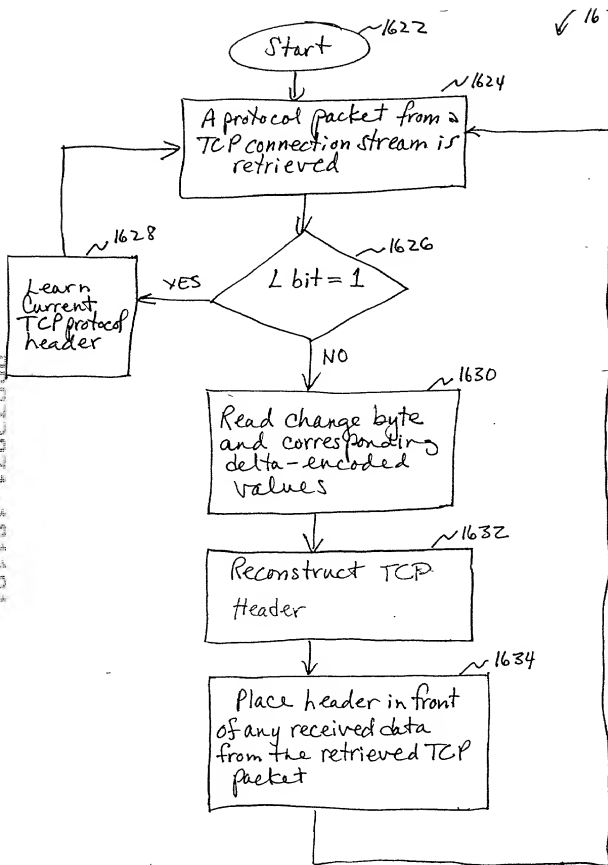 1622
16
Start
1624
A protocol packet from a
TCP connection stream is
retrieved
1628
1626
L bit = 1
YES
Learn
Current
TCP protocol
header
NO
1630
Read change byte
and corresponding
delta-encoded
values
1632
Reconstruct TCP
Header
1634
Place header in front
of any received data
from the retrieved TCP
packet